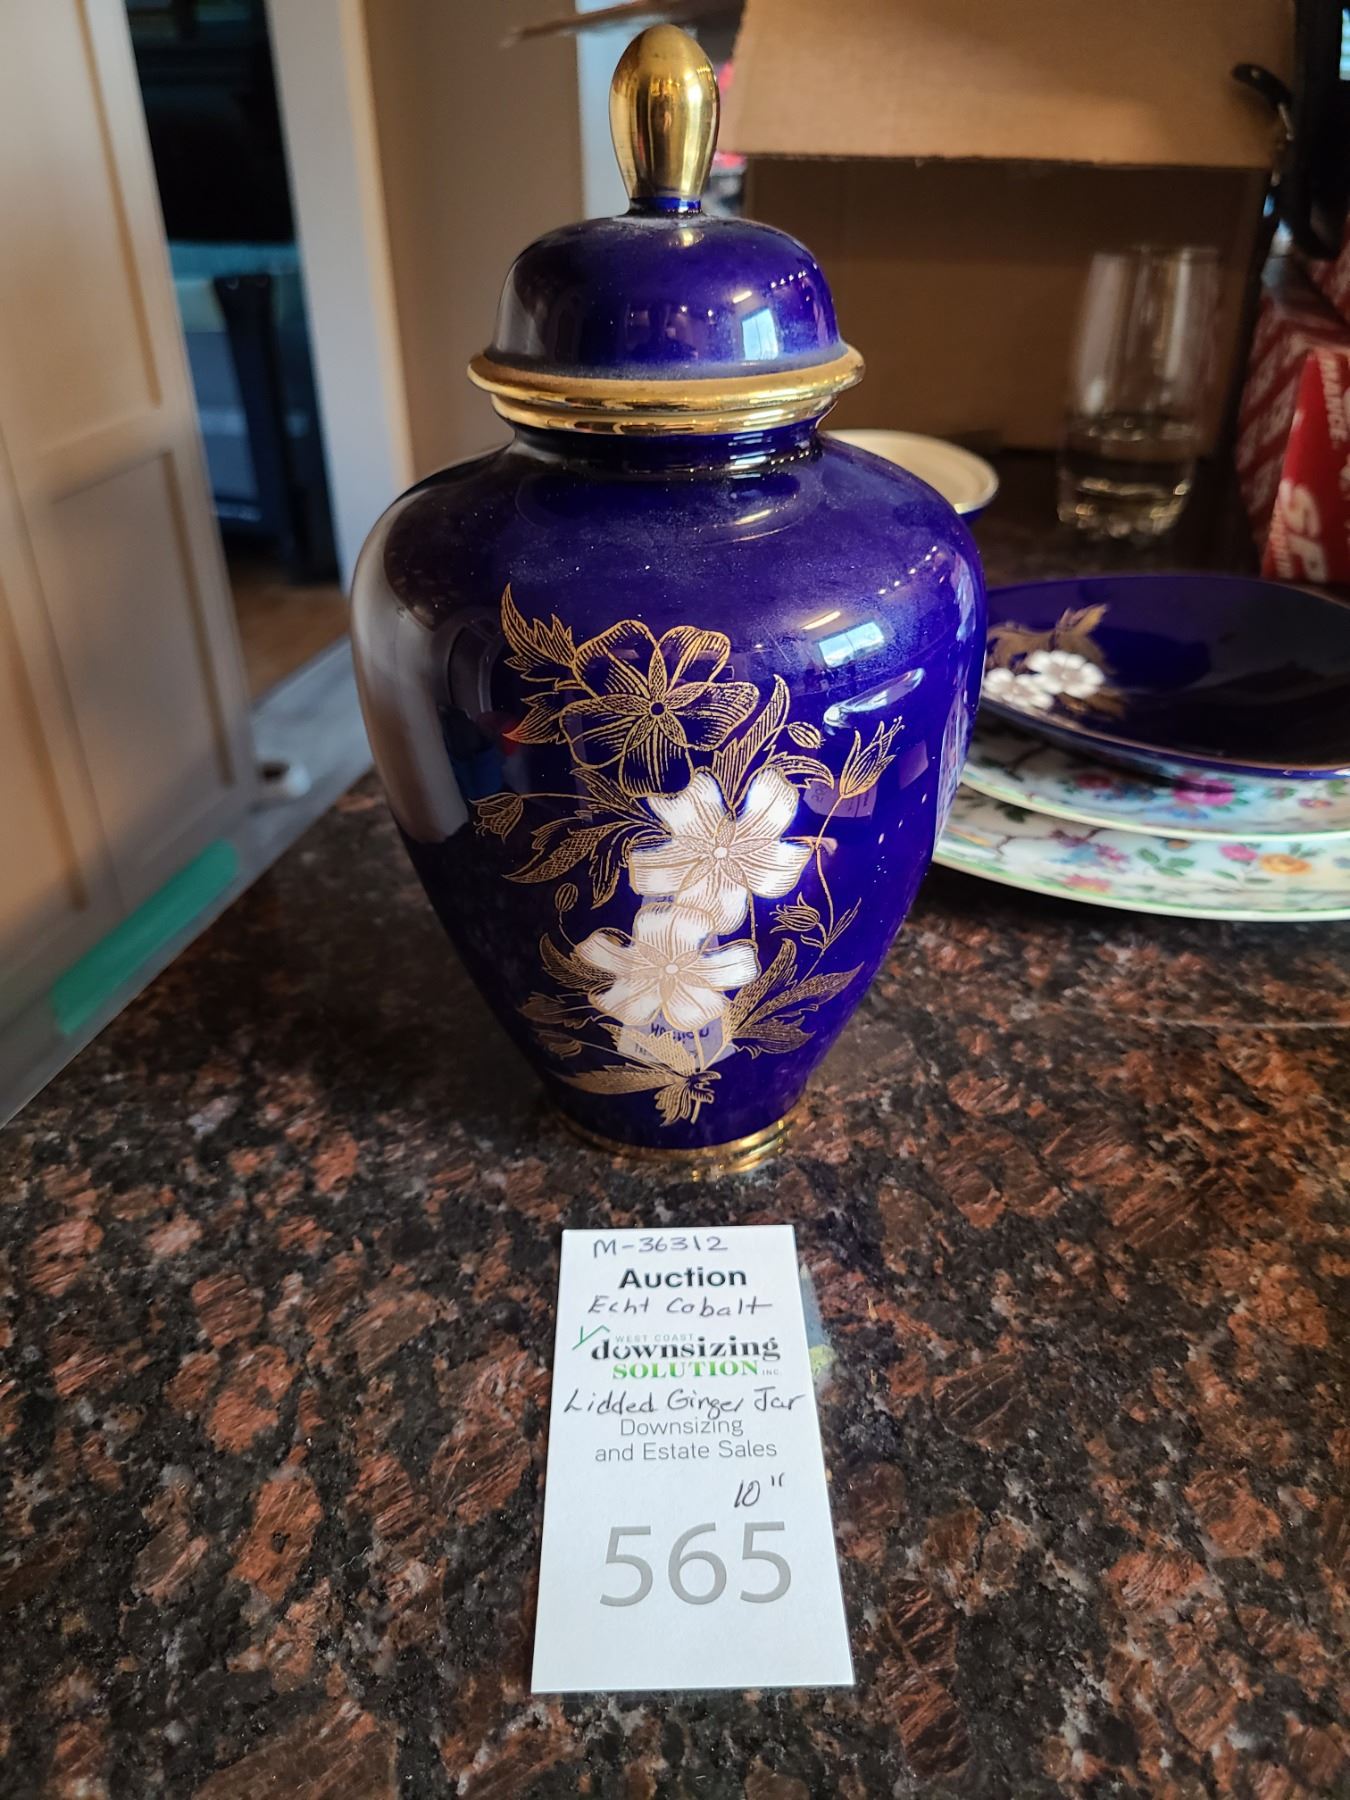 M-36312
Auction
Echt Cobalt
WEST COAST
downsizing
SOLUTION INC.
Lidded Ginger Jar
Downsizing
and Estate Sales
10"
565